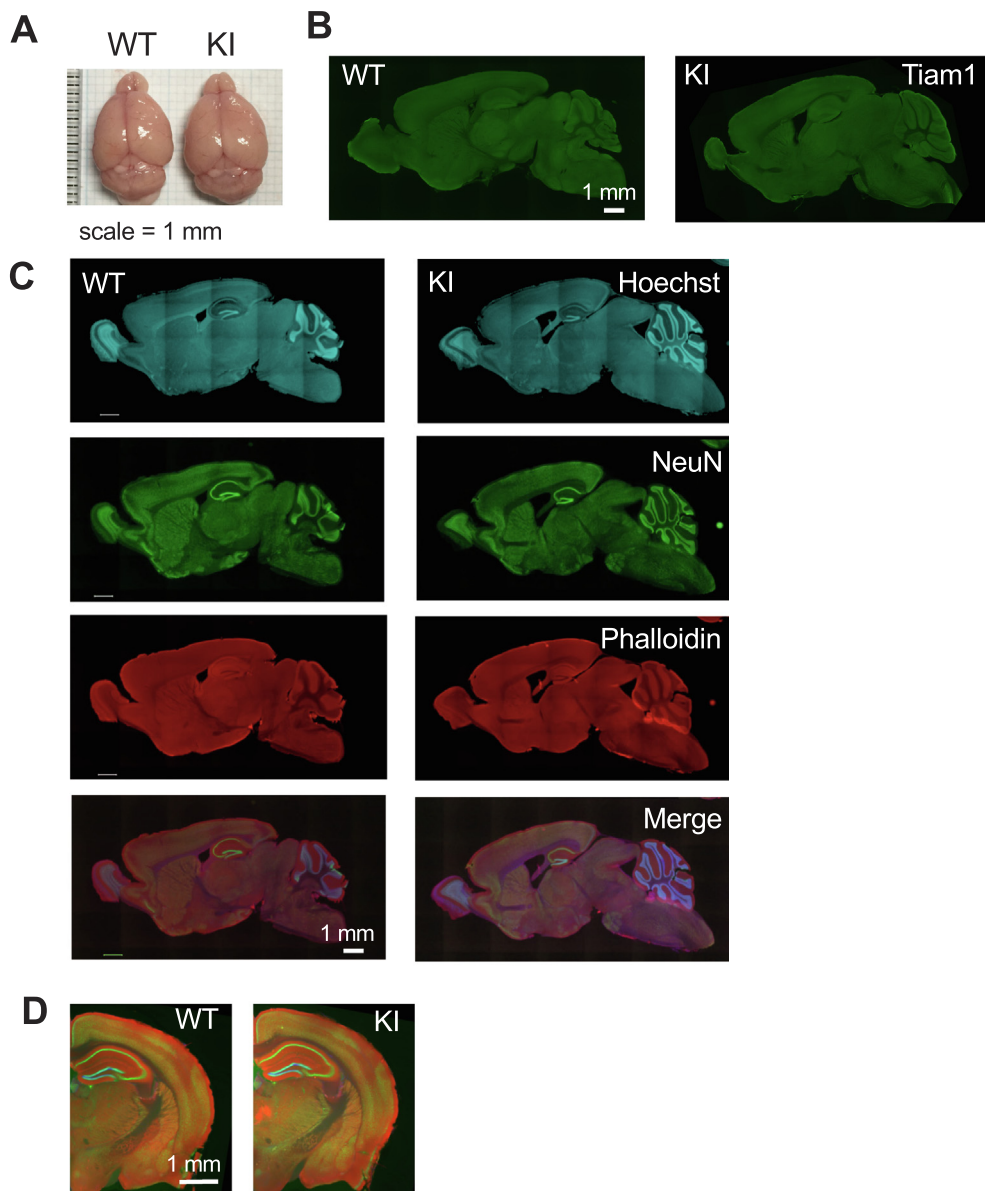 A
WT
KI
scale = 1 mm
B
WT
1 mm
KI
Tiam1
C
WT
KI
Hoechst
NeuN
Phalloidin
Merge
1 mm
D
WT
1 mm
KI